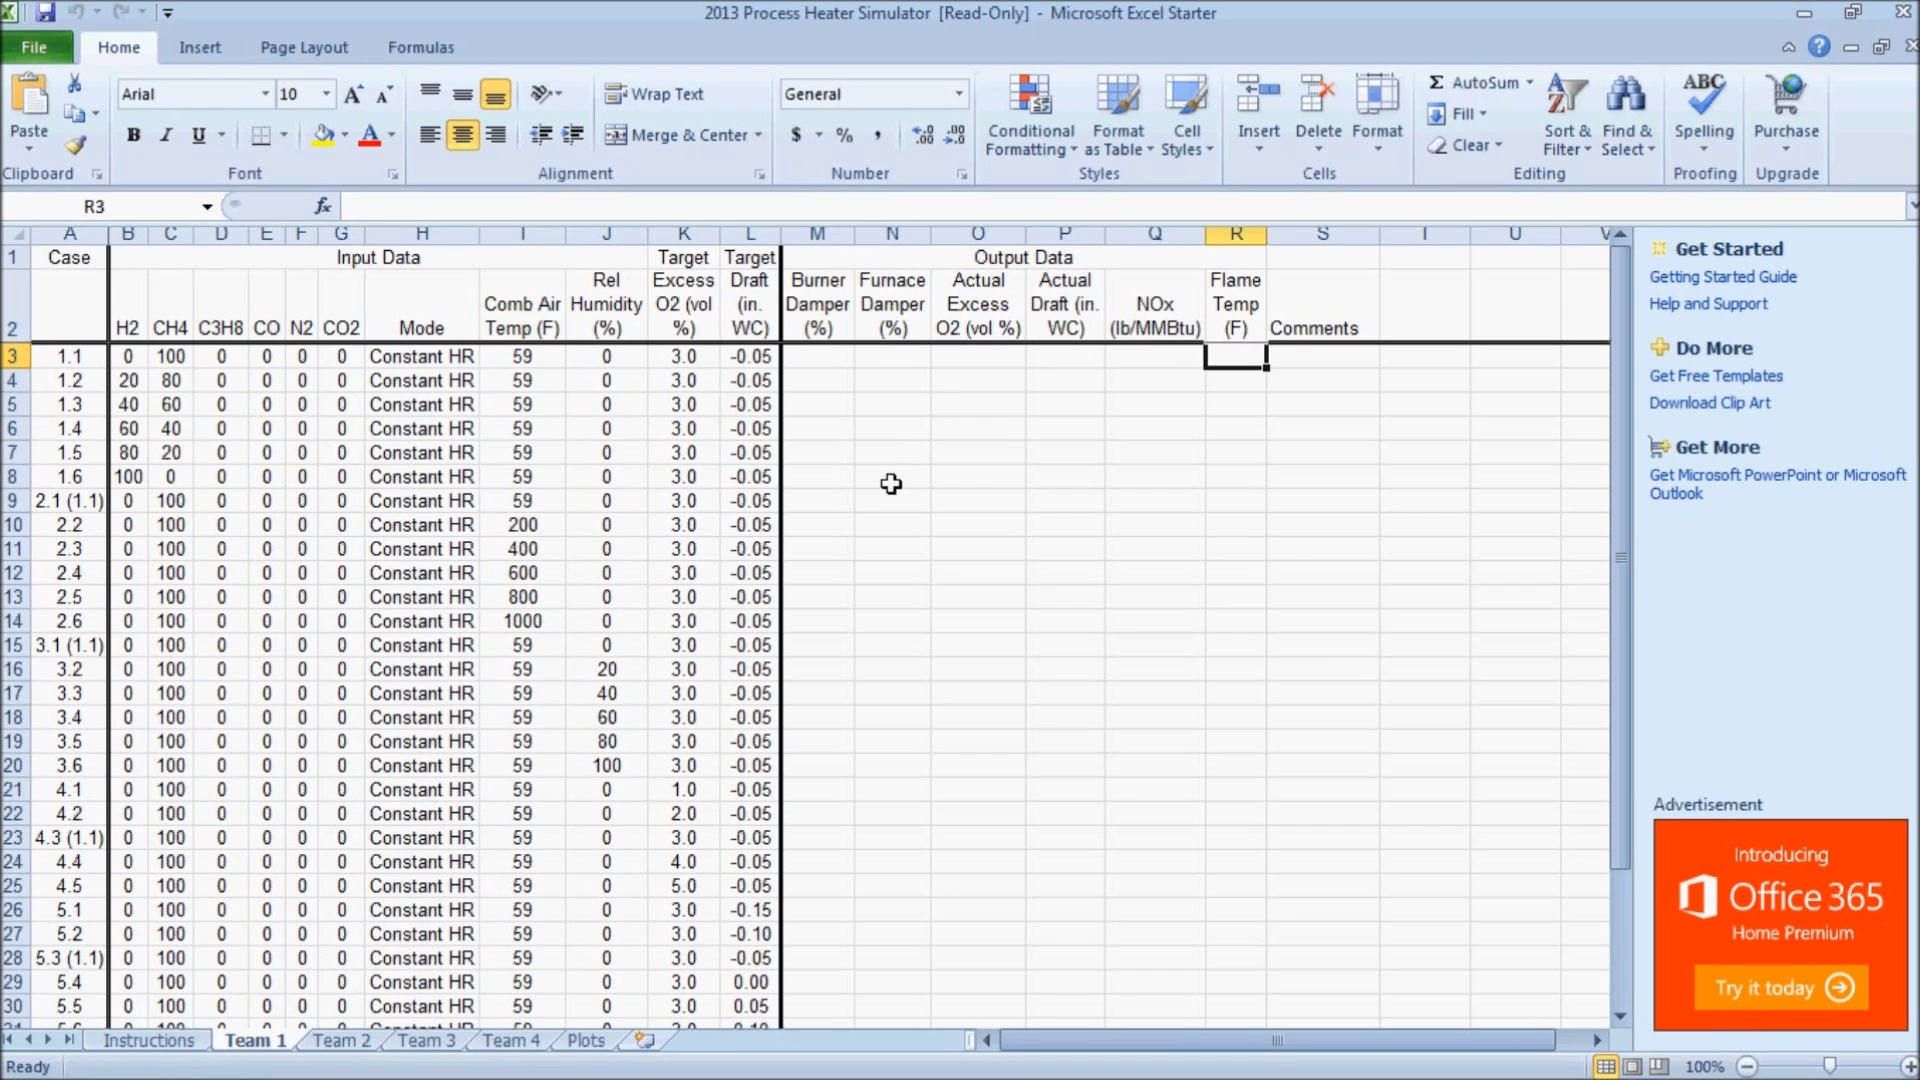 2013 Process Heater Simulator [Read-Only] - Microsoft Excel Starter
File Home Insert Page Layout Formulas
Arial 10 Wrap Text General AutoSum
Paste B I U Merge & Center $ % , Conditional Formatting Format as Table Cell Styles Insert Delete Format Fill Clear Sort & Filter Find & Select ABC Spelling Purchase
Clipboard Font Alignment Number Styles Cells Editing Proofing Upgrade
R3 fx
A B C D E F G H I J K L M N O P Q R S T U V
1 Case Input Data Target Target Output Data
2 H2 CH4 C3H8 CO N2 CO2 Mode Comb Air Temp (F) Rel Humidity (%) Excess O2 (vol %) Draft (in. WC) Burner Damper (%) Furnace Damper (%) Actual Excess O2 (vol %) Actual Draft (in. WC) NOx (lb/MMBtu) Flame Temp (F) Comments
3 1.1 0 100 0 0 0 0 Constant HR 59 0 3.0 -0.05
4 1.2 20 80 0 0 0 0 Constant HR 59 0 3.0 -0.05
5 1.3 40 60 0 0 0 0 Constant HR 59 0 3.0 -0.05
6 1.4 60 40 0 0 0 0 Constant HR 59 0 3.0 -0.05
7 1.5 80 20 0 0 0 0 Constant HR 59 0 3.0 -0.05
8 1.6 100 0 0 0 0 0 Constant HR 59 0 3.0 -0.05
9 2.1 (1.1) 0 100 0 0 0 0 Constant HR 59 0 3.0 -0.05
10 2.2 0 100 0 0 0 0 Constant HR 200 0 3.0 -0.05
11 2.3 0 100 0 0 0 0 Constant HR 400 0 3.0 -0.05
12 2.4 0 100 0 0 0 0 Constant HR 600 0 3.0 -0.05
13 2.5 0 100 0 0 0 0 Constant HR 800 0 3.0 -0.05
14 2.6 0 100 0 0 0 0 Constant HR 1000 0 3.0 -0.05
15 3.1 (1.1) 0 100 0 0 0 0 Constant HR 59 0 3.0 -0.05
16 3.2 0 100 0 0 0 0 Constant HR 59 20 3.0 -0.05
17 3.3 0 100 0 0 0 0 Constant HR 59 40 3.0 -0.05
18 3.4 0 100 0 0 0 0 Constant HR 59 60 3.0 -0.05
19 3.5 0 100 0 0 0 0 Constant HR 59 80 3.0 -0.05
20 3.6 0 100 0 0 0 0 Constant HR 59 100 3.0 -0.05
21 4.1 0 100 0 0 0 0 Constant HR 59 0 1.0 -0.05
22 4.2 0 100 0 0 0 0 Constant HR 59 0 2.0 -0.05
23 4.3 (1.1) 0 100 0 0 0 0 Constant HR 59 0 3.0 -0.05
24 4.4 0 100 0 0 0 0 Constant HR 59 0 4.0 -0.05
25 4.5 0 100 0 0 0 0 Constant HR 59 0 5.0 -0.05
26 5.1 0 100 0 0 0 0 Constant HR 59 0 3.0 -0.15
27 5.2 0 100 0 0 0 0 Constant HR 59 0 3.0 -0.10
28 5.3 (1.1) 0 100 0 0 0 0 Constant HR 59 0 3.0 -0.05
29 5.4 0 100 0 0 0 0 Constant HR 59 0 3.0 0.00
30 5.5 0 100 0 0 0 0 Constant HR 59 0 3.0 0.05
Instructions Team 1 Team 2 Team 3 Team 4 Plots
Ready 100%
Get Started
Getting Started Guide
Help and Support
Do More
Get Free Templates
Download Clip Art
Get More
Get Microsoft PowerPoint or Microsoft
Outlook
Advertisement
Introducing
Office 365
Home Premium
Try it today